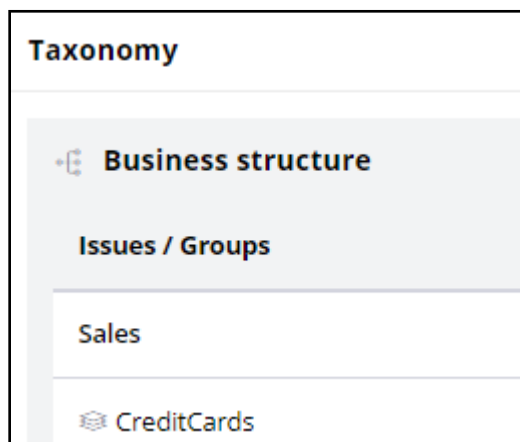 Taxonomy
Business structure
Issues / Groups
Sales
CreditCards